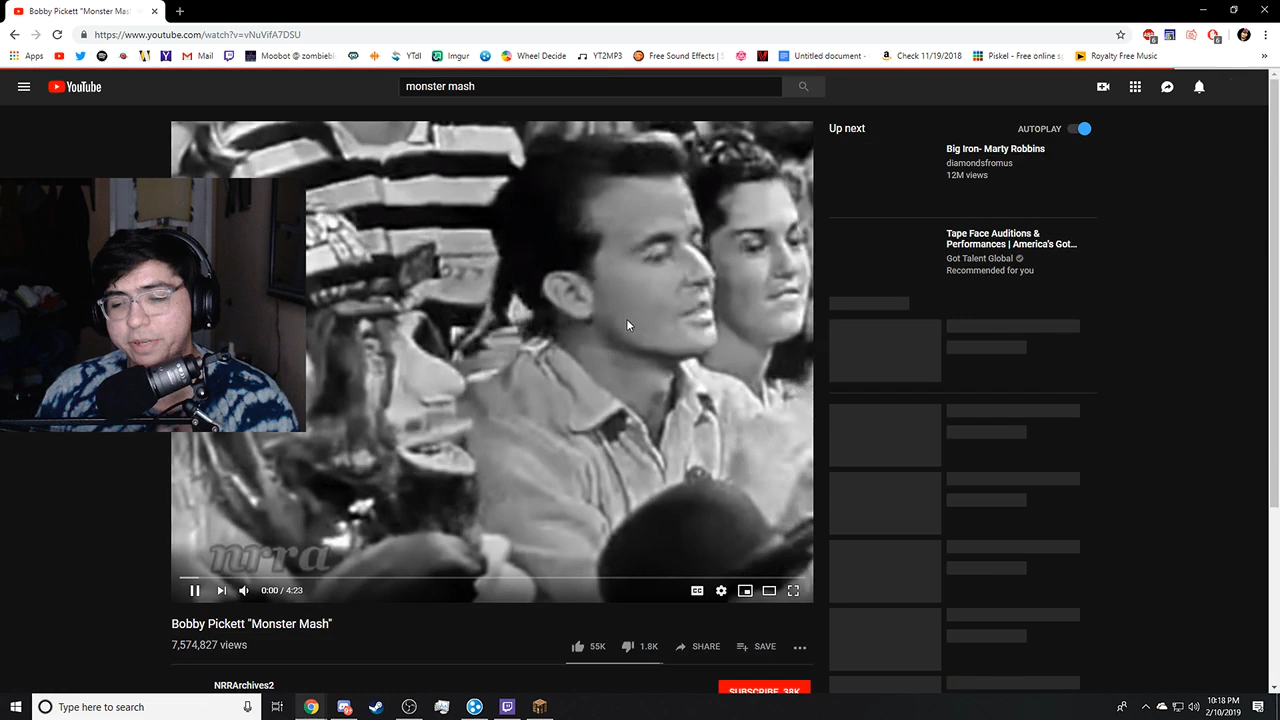 Bobby Pickett "Monster Mas
https://www.youtube.com/watch?v=vNuVifA7DSU
Apps
Mail
Moobot @ zombiebl
YTdl
Imgur
Wheel Decide
YT2MP3
Free Sound Effects |
Untitled document -
Check 11/19/2018
Piskel - Free online s
Royalty Free Music
YouTube
monster mash
Up next
AUTOPLAY
Big Iron- Marty Robbins
diamondsfromus
12M views
Tape Face Auditions &
Performances | America's Got...
Got Talent Global
Recommended for you
nrra
0:00 / 4:23
Bobby Pickett "Monster Mash"
7,574,827 views
55K
1.8K
SHARE
SAVE
NRRArchives2
SUBSCRIBE 38K
Type here to search
10:18 PM
2/10/2019